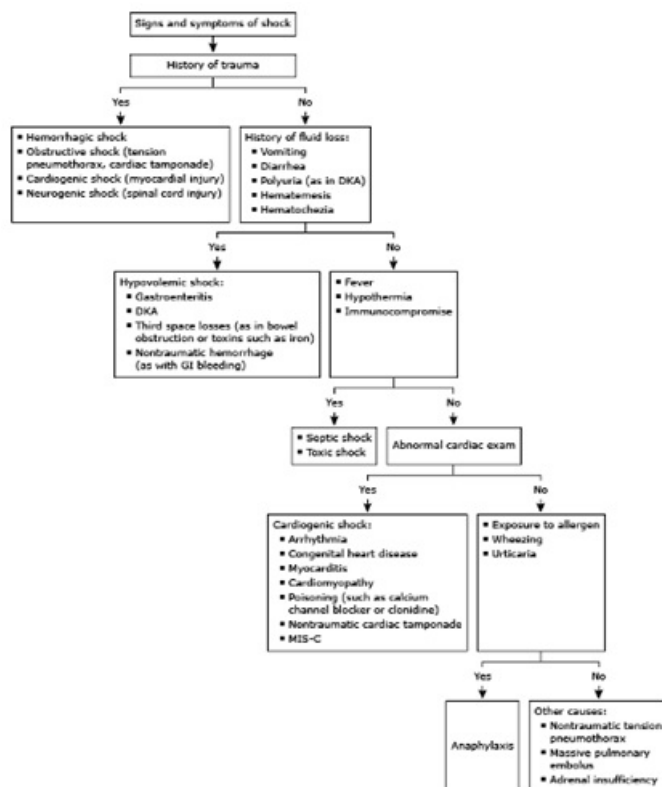 Signs and symptoms of shock
History of trauma
Yes
No
▪ Hemorrhagic shock
▪ Obstructive shock (tension
pneumothorax, cardiac tamponade)
▪ Cardiogenic shock (myocardial injury)
▪ Neurogenic shock (spinal cord injury)
History of fluid loss:
▪ Vomiting
▪ Diarrhea
▪ Polyuria (as in DKA)
▪ Hematemesis
▪ Hematochezia
Yes
No
Hypovolemic shock:
▪ Gastroenteritis
▪ DKA
▪ Third space losses (as in bowel
obstruction or toxins such as iron)
▪ Nontraumatic hemorrhage
(as with GI bleeding)
▪ Fever
▪ Hypothermia
▪ Immunocompromise
Yes
No
▪ Septic shock
▪ Toxic shock
Abnormal cardiac exam
Yes
No
Cardiogenic shock:
▪ Arrhythmia
▪ Congenital heart disease
▪ Myocarditis
▪ Cardiomyopathy
▪ Poisoning (such as calcium
channel blocker or clonidine)
▪ Nontraumatic cardiac tamponade
▪ MIS-C
▪ Exposure to allergen
▪ Wheezing
▪ Urticaria
Yes
No
Anaphylaxis
Other causes:
▪ Nontraumatic tension
pneumothorax
▪ Massive pulmonary
embolus
▪ Adrenal insufficiency